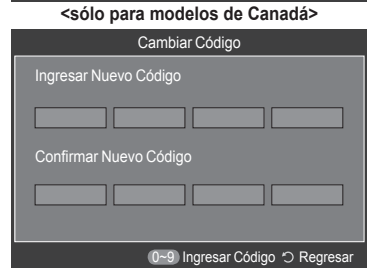 <sólo para modelos de Canadá>
Cambiar Código
Ingresar Nuevo Código
Confirmar Nuevo Código
0~9 Ingresar Código ⮌ Regresar